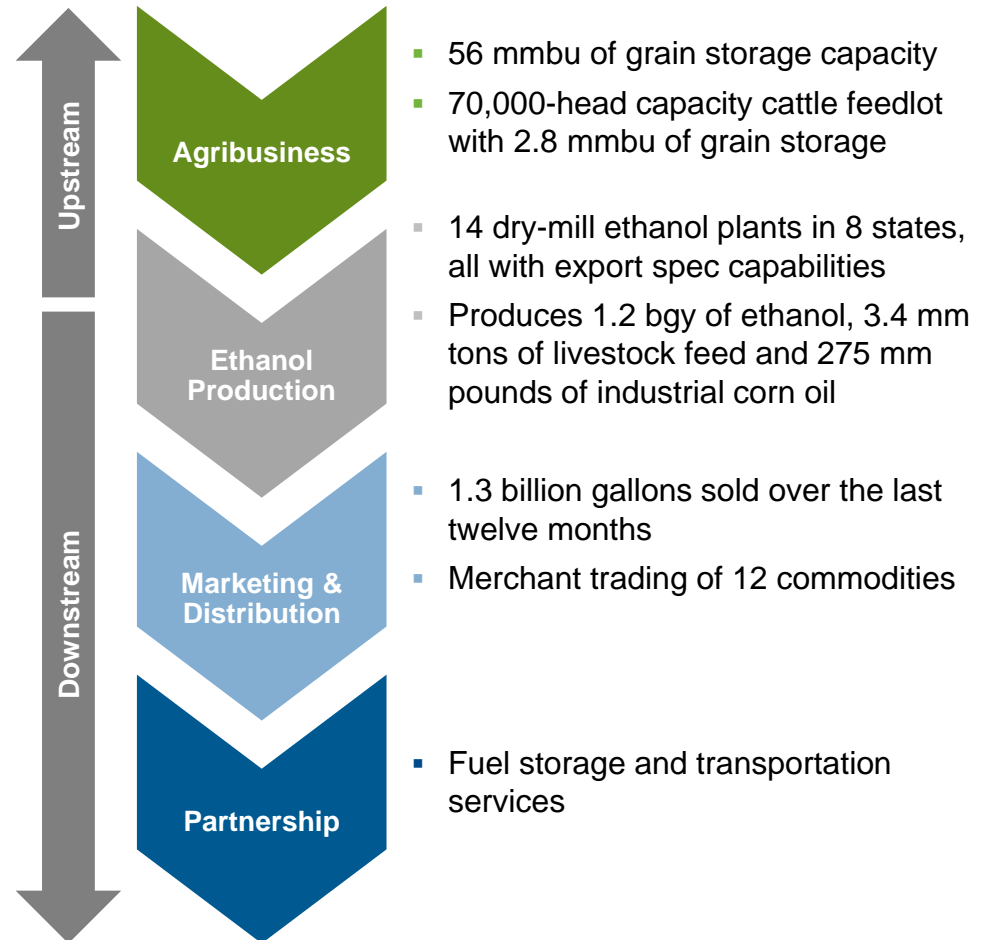 Upstream
Downstream
Agribusiness
▪ 56 mmbu of grain storage capacity
▪ 70,000-head capacity cattle feedlot
with 2.8 mmbu of grain storage
Ethanol
Production
▪ 14 dry-mill ethanol plants in 8 states,
all with export spec capabilities
▪ Produces 1.2 bgy of ethanol, 3.4 mm
tons of livestock feed and 275 mm
pounds of industrial corn oil
Marketing &
Distribution
▪ 1.3 billion gallons sold over the last
twelve months
▪ Merchant trading of 12 commodities
Partnership
▪ Fuel storage and transportation
services